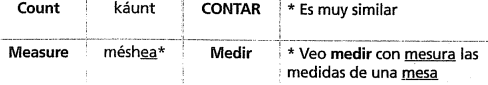 Count káunt CONTAR * Es muy similar
Measure méshea* Medir * Veo medir con mesura las
medidas de una mesa